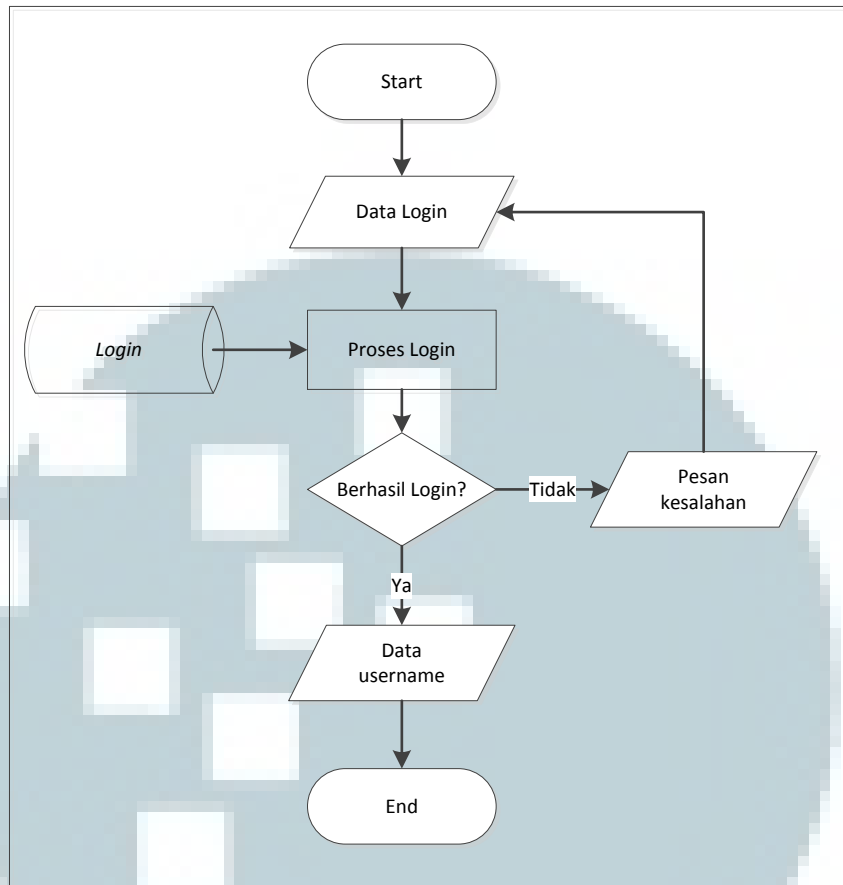 Start
Data Login
Login
Proses Login
Berhasil Login?
Tidak
Pesan
kesalahan
Ya
Data
username
End